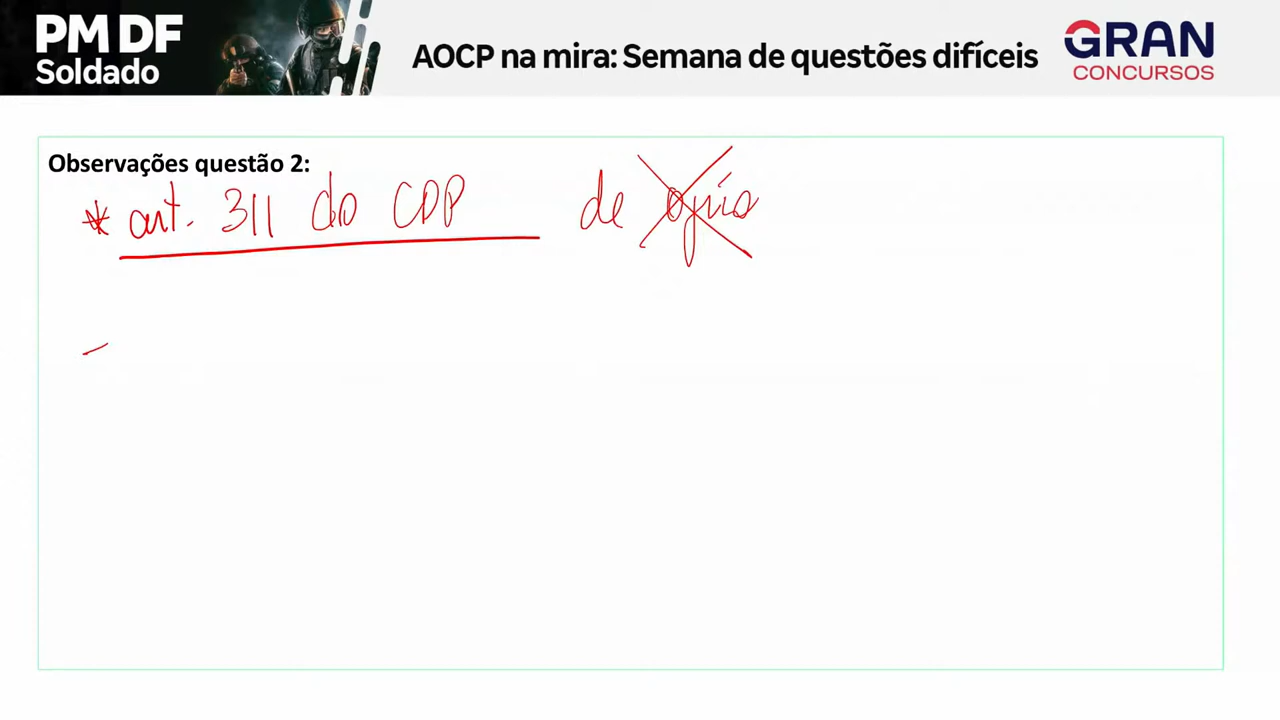 PM DF
Soldado
AOCP na mira: Semana de questões difíceis
GRAN
CONCURSOS
Observações questão 2:
* art. 311 do CPP de ofício